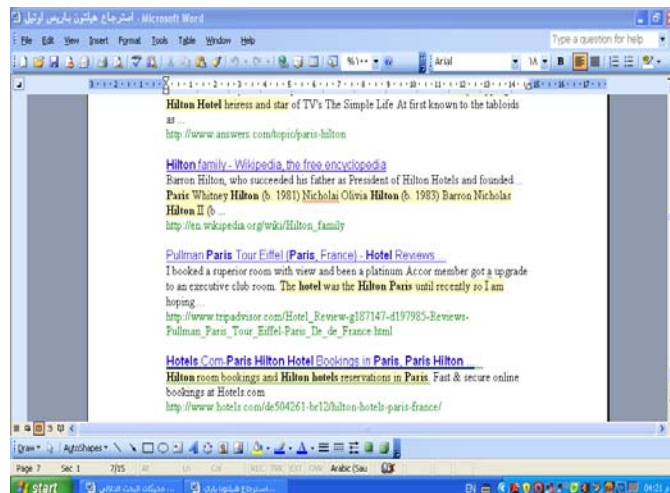 استرجاع هيلتون باريس اوتيل - Microsoft Word
File Edit View Insert Format Tools Table Window Help
Type a question for help
Arial
Hilton Hotel heiress and star of TV's The Simple Life At first known to the tabloids
as ...
http://www.answers.com/topic/paris-hilton
Hilton family - Wikipedia, the free encyclopedia
Barron Hilton, who succeeded his father as President of Hilton Hotels and founded ...
Paris Whitney Hilton (b. 1981) Nicholai Olivia Hilton (b. 1983) Barron Nicholas
Hilton II (b ...
http://en.wikipedia.org/wiki/Hilton_family
Pullman Paris Tour Eiffel (Paris, France) - Hotel Reviews ...
I booked a superior room with view and been a platinum Accor member got a upgrade
to an executive club room. The hotel was the Hilton Paris until recently so I am
hoping ...
http://www.tripadvisor.com/Hotel_Review-g187147-d197985-Reviews-
Pullman_Paris_Tour_Eiffel-Paris_Ile_de_France.html
Hotels Com-Paris Hilton Hotel Bookings in Paris, Paris Hilton ...
Hilton room bookings and Hilton hotels reservations in Paris. Fast & secure online
bookings at Hotels.com
http://www.hotels.com/de504261-br12/hilton-hotels-paris-france/
Draw AutoShapes
Page 7 Sec 1 7/15 At Ln Col REC TRK EXT OVR Arabic (Sau
start
EN